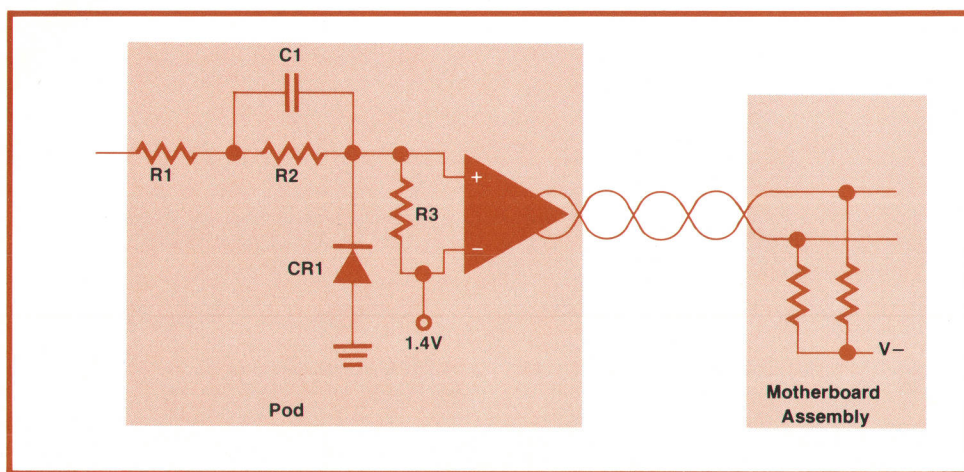 C1
R1
R2
R3
+
−
CR1
1.4V
V−
Pod
Motherboard
Assembly